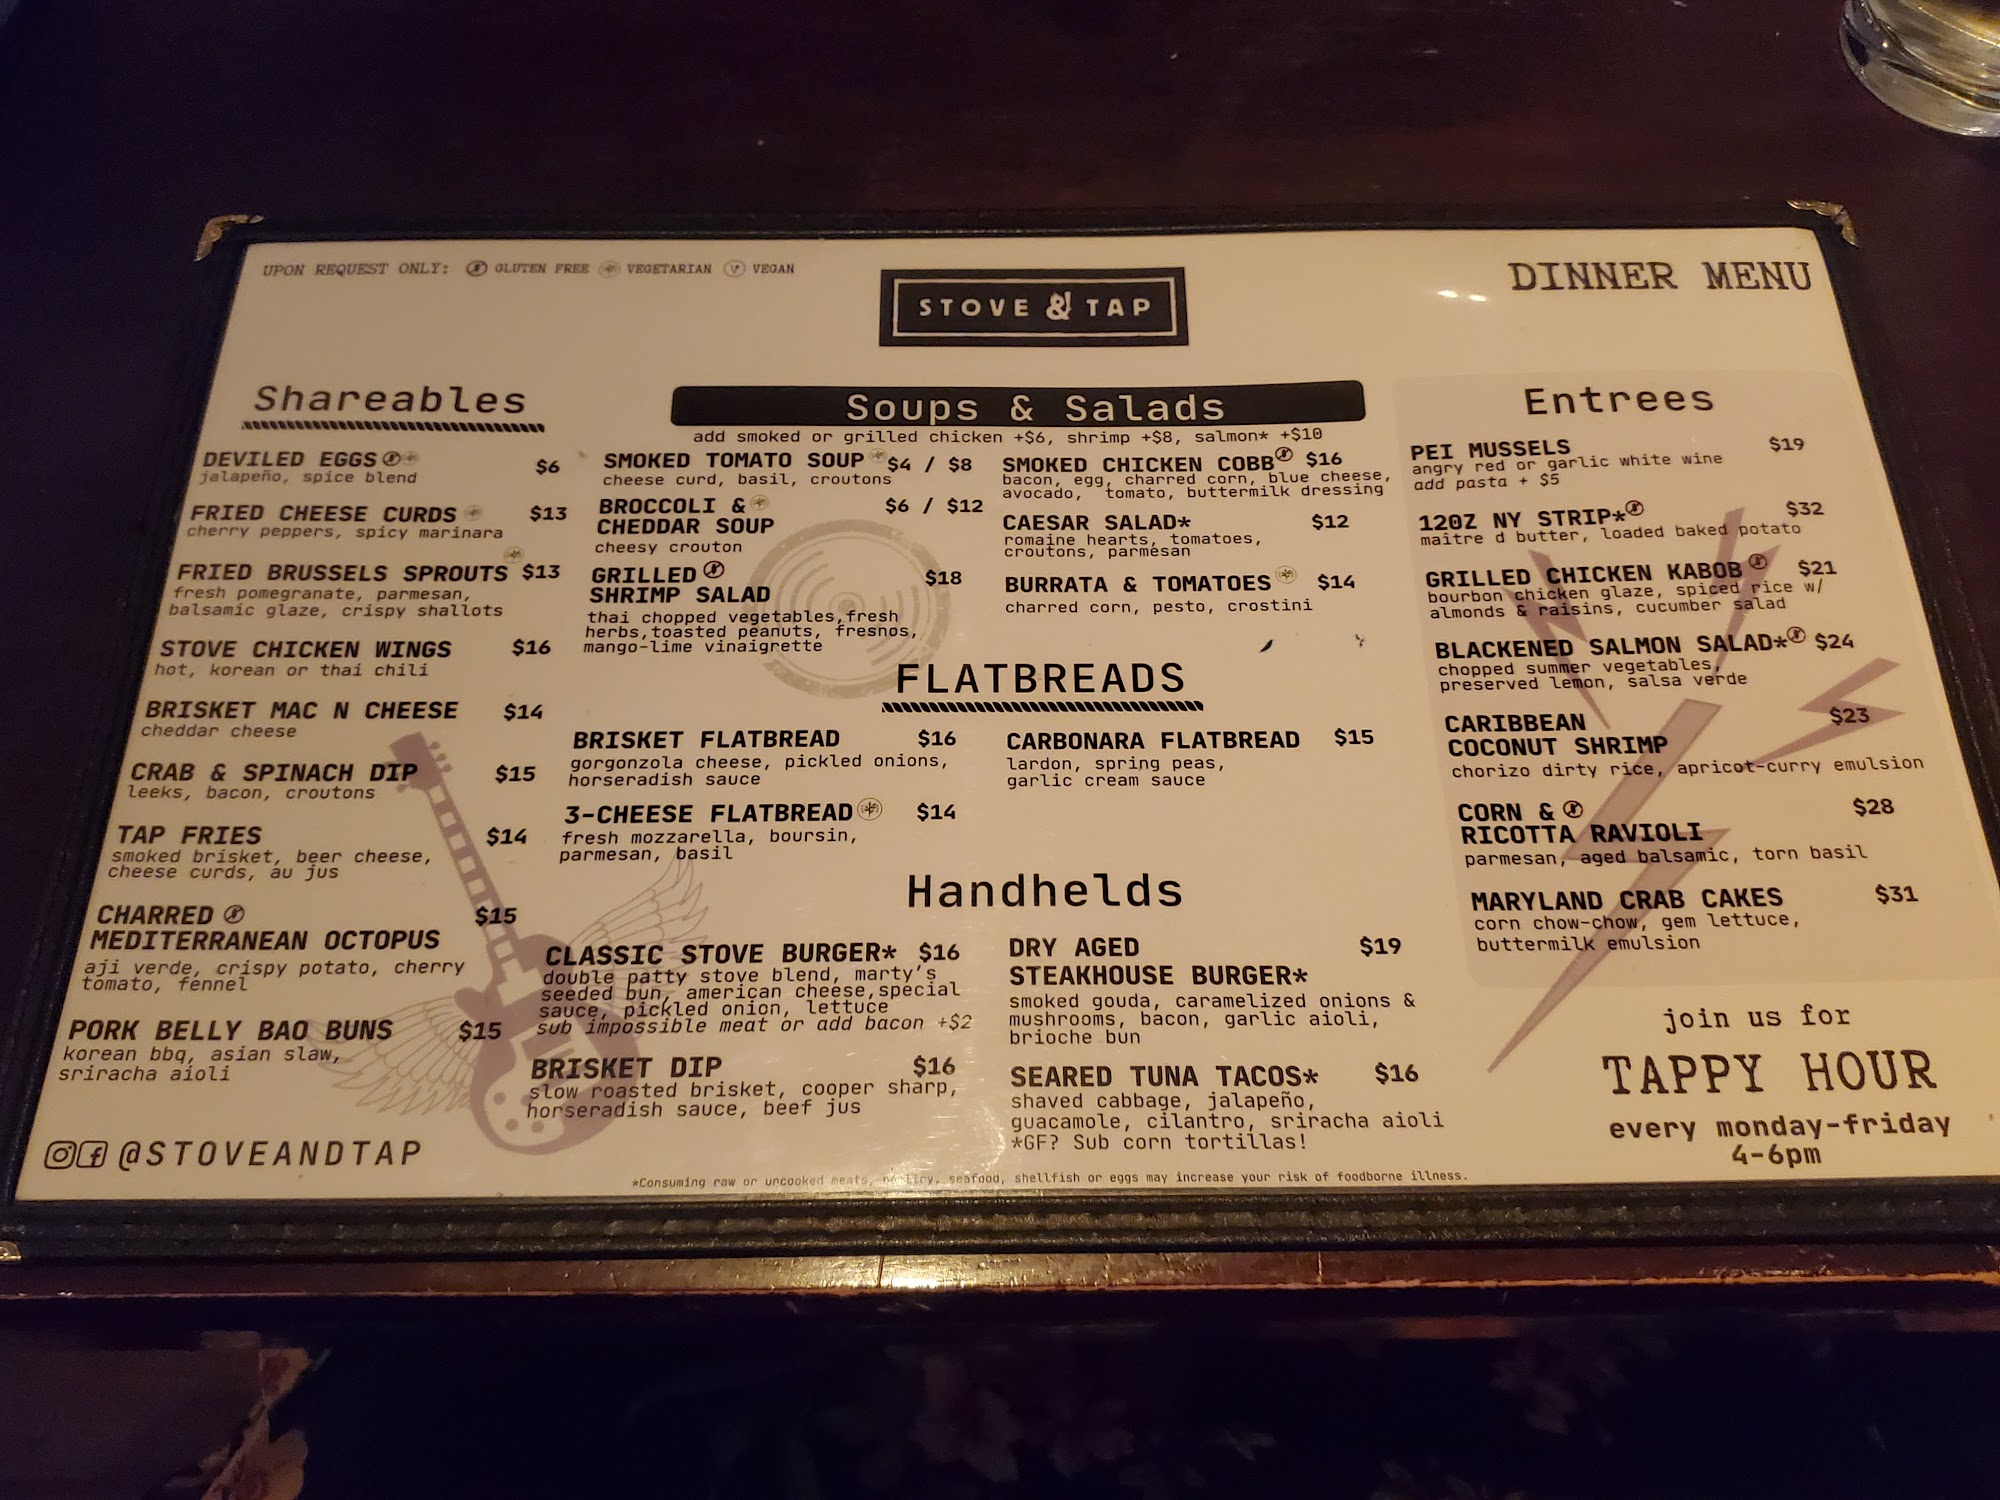 UPON REQUEST ONLY: GLUTEN FREE VEGETARIAN V VEGAN
STOVE & TAP
DINNER MENU
Shareables
DEVILED EGGS $6
jalapeño, spice blend
FRIED CHEESE CURDS $13
cherry peppers, spicy marinara
FRIED BRUSSELS SPROUTS $13
fresh pomegranate, parmesan,
balsamic glaze, crispy shallots
STOVE CHICKEN WINGS $16
hot, korean or thai chili
BRISKET MAC N CHEESE $14
cheddar cheese
CRAB & SPINACH DIP $15
leeks, bacon, croutons
TAP FRIES $14
smoked brisket, beer cheese,
cheese curds, au jus
CHARRED $15
MEDITERRANEAN OCTOPUS
aji verde, crispy potato, cherry
tomato, fennel
PORK BELLY BAO BUNS $15
korean bbq, asian slaw,
sriracha aioli
@STOVEANDTAP
Soups & Salads
add smoked or grilled chicken +$6, shrimp +$8, salmon* +$10
SMOKED TOMATO SOUP $4 / $8
cheese curd, basil, croutons
BROCCOLI & $6 / $12
CHEDDAR SOUP
cheesy crouton
GRILLED $18
SHRIMP SALAD
thai chopped vegetables,fresh
herbs,toasted peanuts, fresnos,
mango-lime vinaigrette
SMOKED CHICKEN COBB $16
bacon, egg, charred corn, blue cheese,
avocado, tomato, buttermilk dressing
CAESAR SALAD* $12
romaine hearts, tomatoes,
croutons, parmesan
BURRATA & TOMATOES $14
charred corn, pesto, crostini
FLATBREADS
BRISKET FLATBREAD $16
gorgonzola cheese, pickled onions,
horseradish sauce
3-CHEESE FLATBREAD $14
fresh mozzarella, boursin,
parmesan, basil
CARBONARA FLATBREAD $15
lardon, spring peas,
garlic cream sauce
Handhelds
CLASSIC STOVE BURGER* $16
double patty stove blend, marty's
seeded bun, american cheese,special
sauce, pickled onion, lettuce
sub impossible meat or add bacon +$2
BRISKET DIP $16
slow roasted brisket, cooper sharp,
horseradish sauce, beef jus
DRY AGED $19
STEAKHOUSE BURGER*
smoked gouda, caramelized onions &
mushrooms, bacon, garlic aioli,
brioche bun
SEARED TUNA TACOS* $16
shaved cabbage, jalapeño,
guacamole, cilantro, sriracha aioli
*GF? Sub corn tortillas!
*Consuming raw or uncooked meats, poultry, seafood, shellfish or eggs may increase your risk of foodborne illness.
Entrees
PEI MUSSELS $19
angry red or garlic white wine
add pasta + $5
12OZ NY STRIP* $32
maitre d butter, loaded baked potato
GRILLED CHICKEN KABOB $21
bourbon chicken glaze, spiced rice w/
almonds & raisins, cucumber salad
BLACKENED SALMON SALAD* $24
chopped summer vegetables,
preserved lemon, salsa verde
CARIBBEAN $23
COCONUT SHRIMP
chorizo dirty rice, apricot-curry emulsion
CORN & $28
RICOTTA RAVIOLI
parmesan, aged balsamic, torn basil
MARYLAND CRAB CAKES $31
corn chow-chow, gem lettuce,
buttermilk emulsion
join us for
TAPPY HOUR
every monday-friday
4-6pm